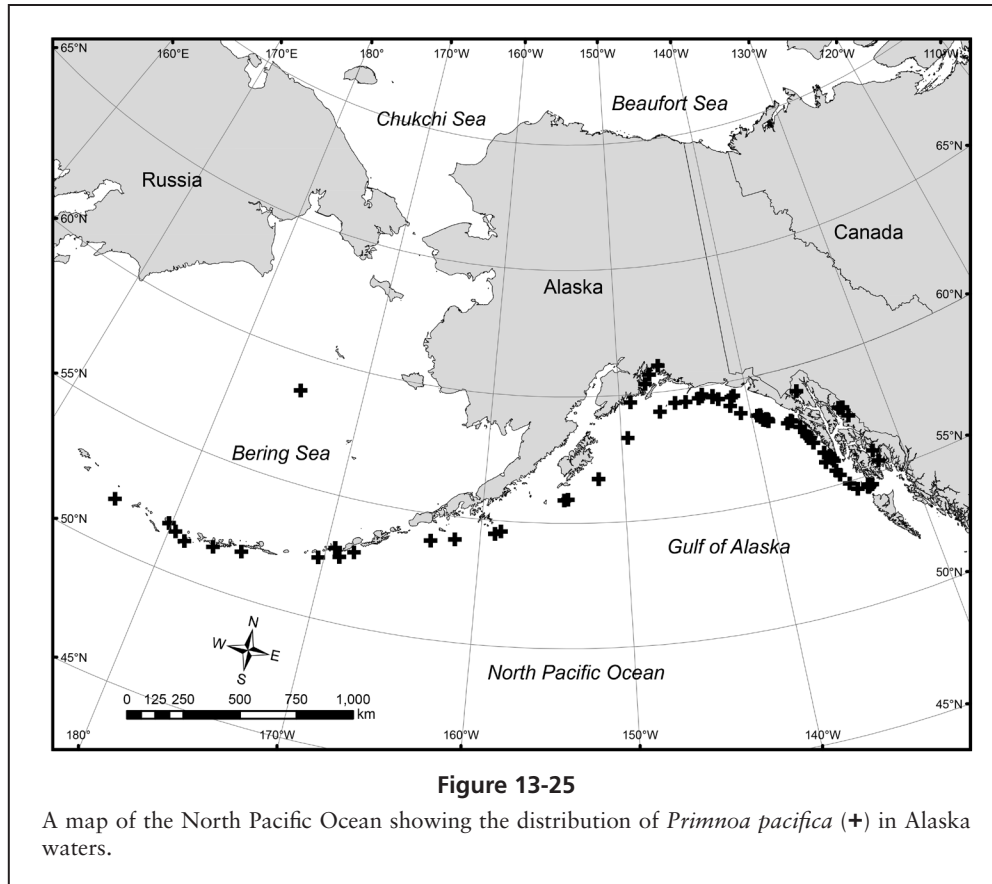 160°E 170°E 180° 170°W 160°W 150°W 140°W 130°W 120°W 110°W
65°N
Beaufort Sea
Chukchi Sea
65°N
Russia
60°N
Canada
Alaska
60°N
55°N
55°N
Bering Sea
50°N
Gulf of Alaska
50°N
N
W E
S
45°N
North Pacific Ocean
0 125 250 500 750 1,000
km
45°N
180° 170°W 160°W 150°W 140°W
Figure 13-25
A map of the North Pacific Ocean showing the distribution of Primnoa pacifica (+) in Alaska
waters.